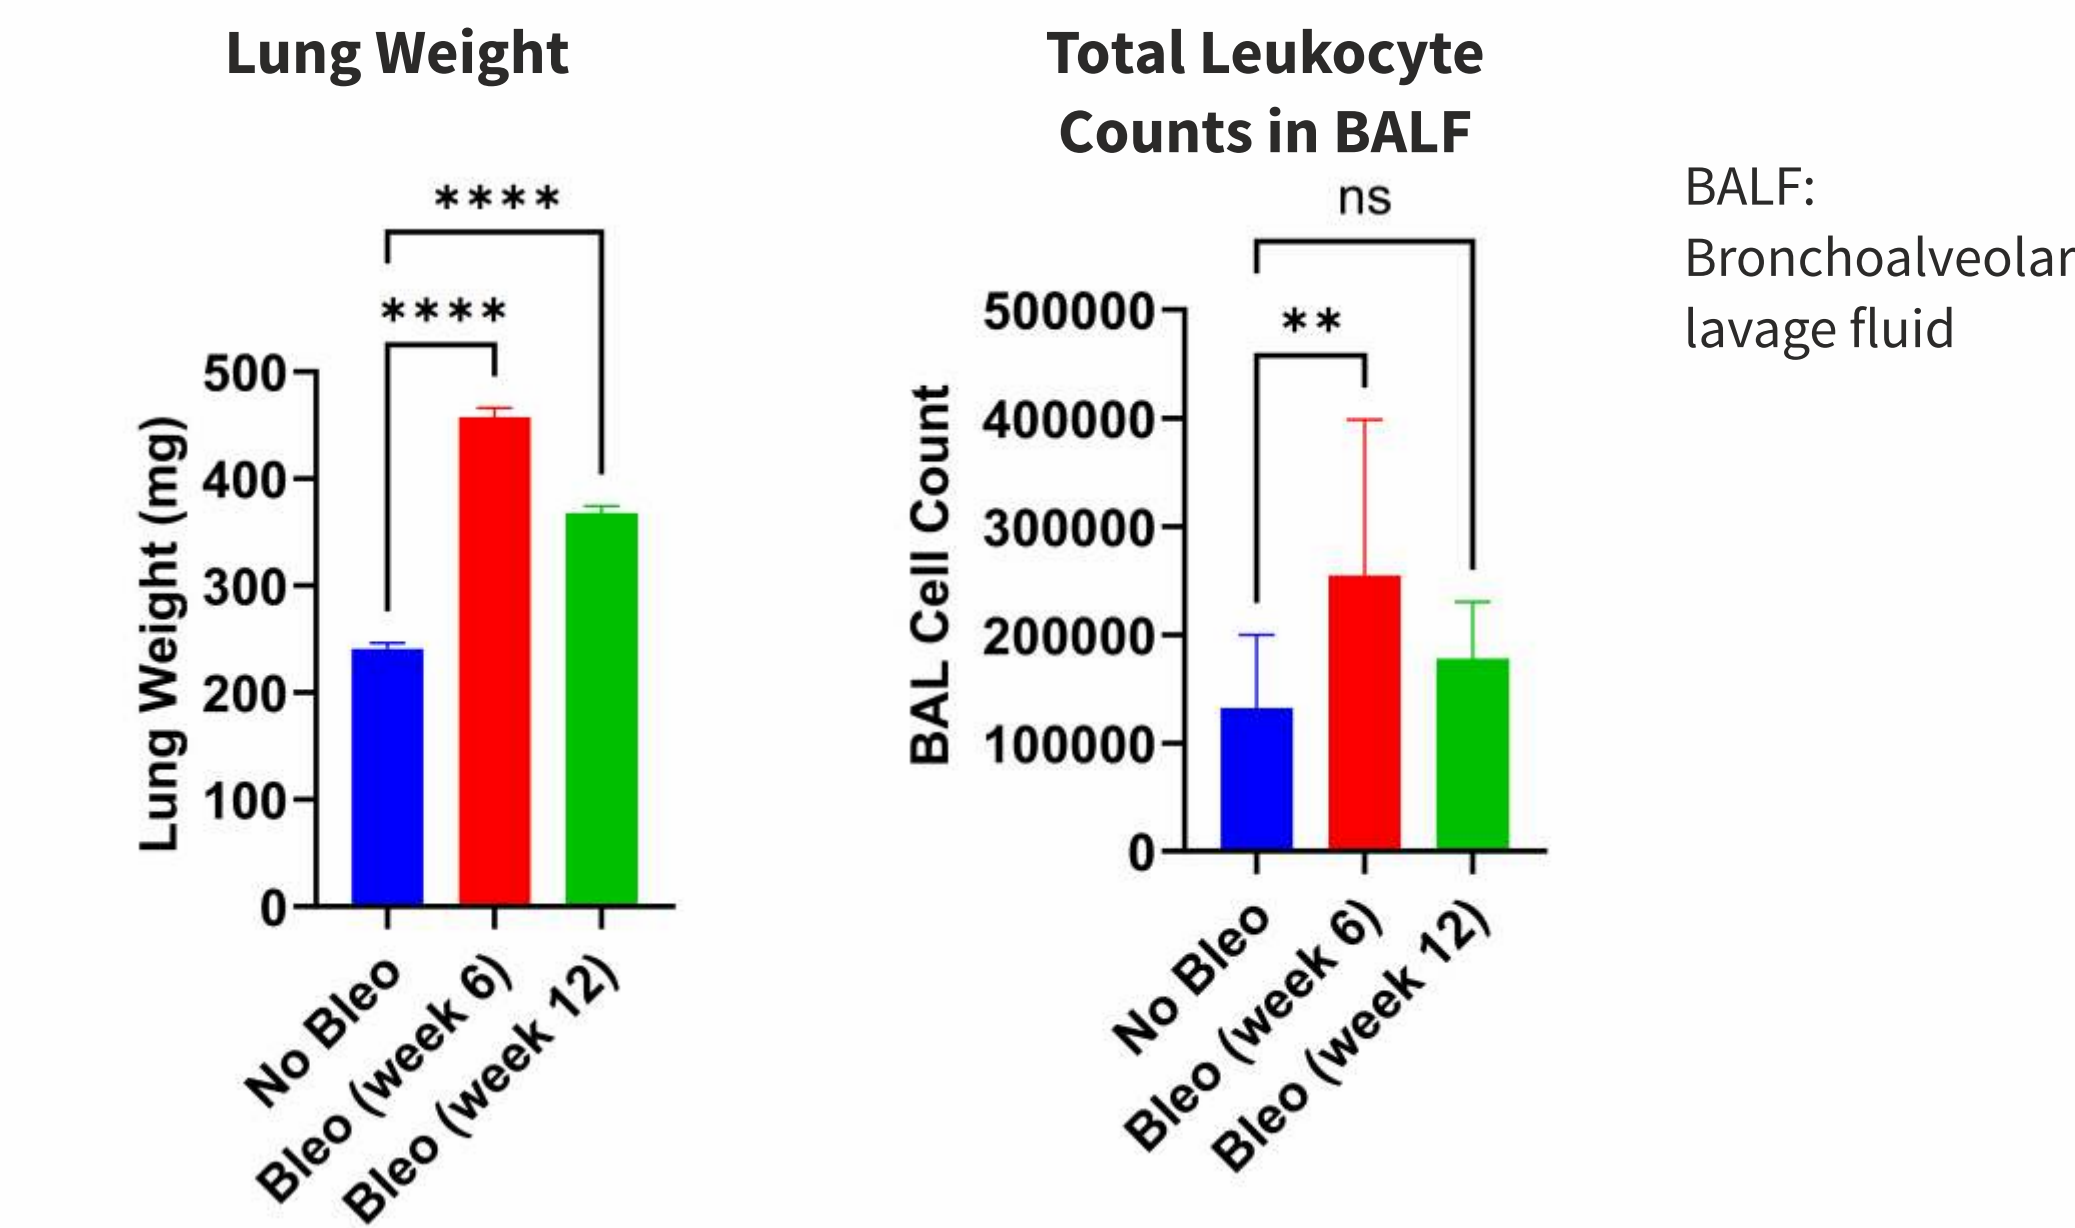 Lung Weight
****
****
500
400
300
200
100
0
Lung Weight (mg)
No Bleo
Bleo (week 6)
Bleo (week 12)
Total Leukocyte
Counts in BALF
ns
**
500000
400000
300000
200000
100000
0
BAL Cell Count
No Bleo
Bleo (week 6)
Bleo (week 12)
BALF:
Bronchoalveolar
lavage fluid